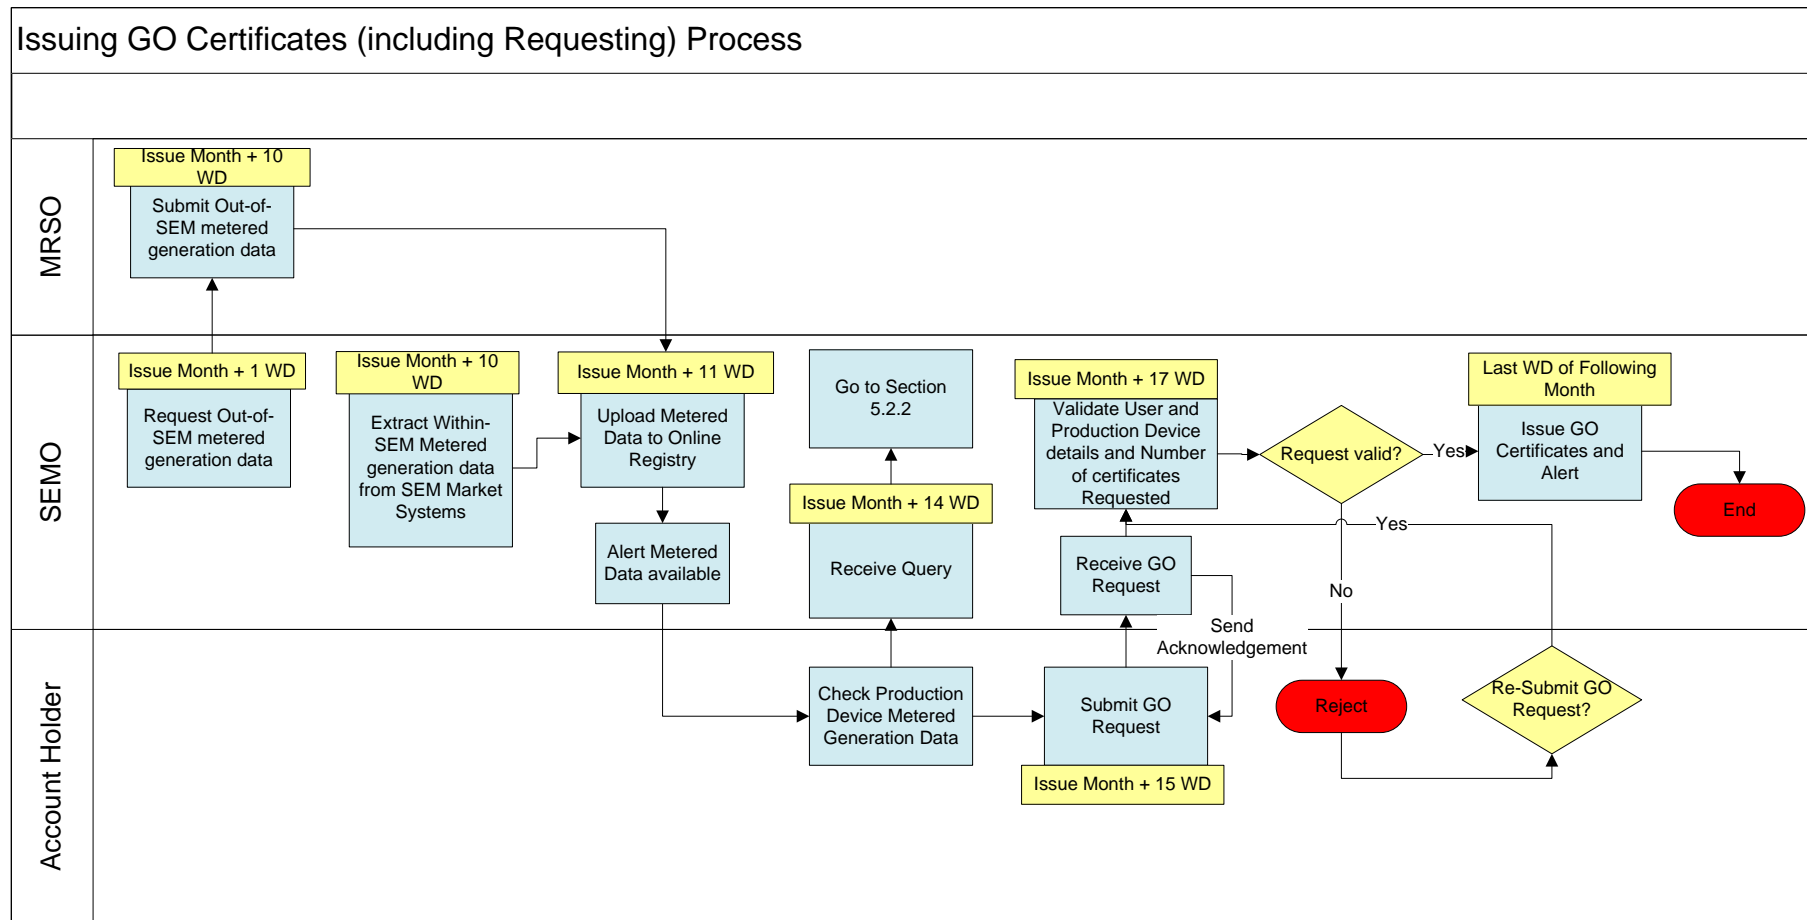 Issuing GO Certificates (including Requesting) Process
MRSO
Issue Month + 10
WD
Submit Out-of-
SEM metered
generation data
SEMO
Issue Month + 1 WD
Request Out-of-
SEM metered
generation data
Issue Month + 10
WD
Extract Within-
SEM Metered
generation data
from SEM Market
Systems
Issue Month + 11 WD
Upload Metered
Data to Online
Registry
Alert Metered
Data available
Go to Section
5.2.2
Issue Month + 14 WD
Receive Query
Issue Month + 17 WD
Validate User and
Production Device
details and Number
of certificates
Requested
Receive GO
Request
Send
Acknowledgement
Request valid?
Yes
No
Last WD of Following
Month
Issue GO
Certificates and
Alert
End
Yes
Account Holder
Check Production
Device Metered
Generation Data
Submit GO
Request
Issue Month + 15 WD
Reject
Re-Submit GO
Request?